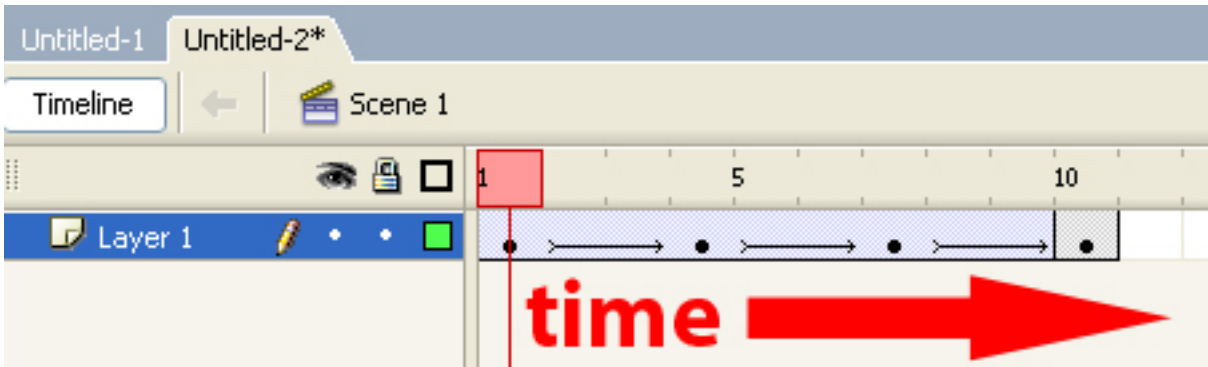 Untitled-1 Untitled-2*
Timeline Scene 1
1 5 10
Layer 1
time